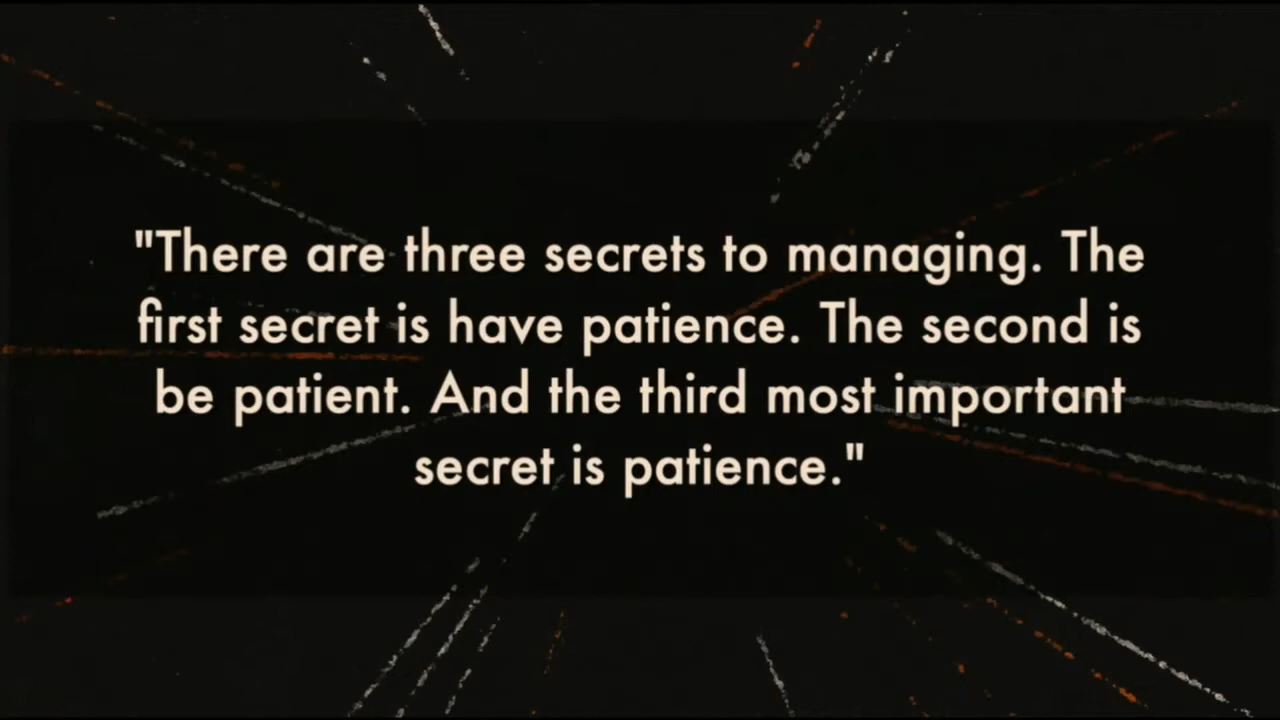 "There are three secrets to managing. The
first secret is have patience. The second is
be patient. And the third most important
secret is patience."